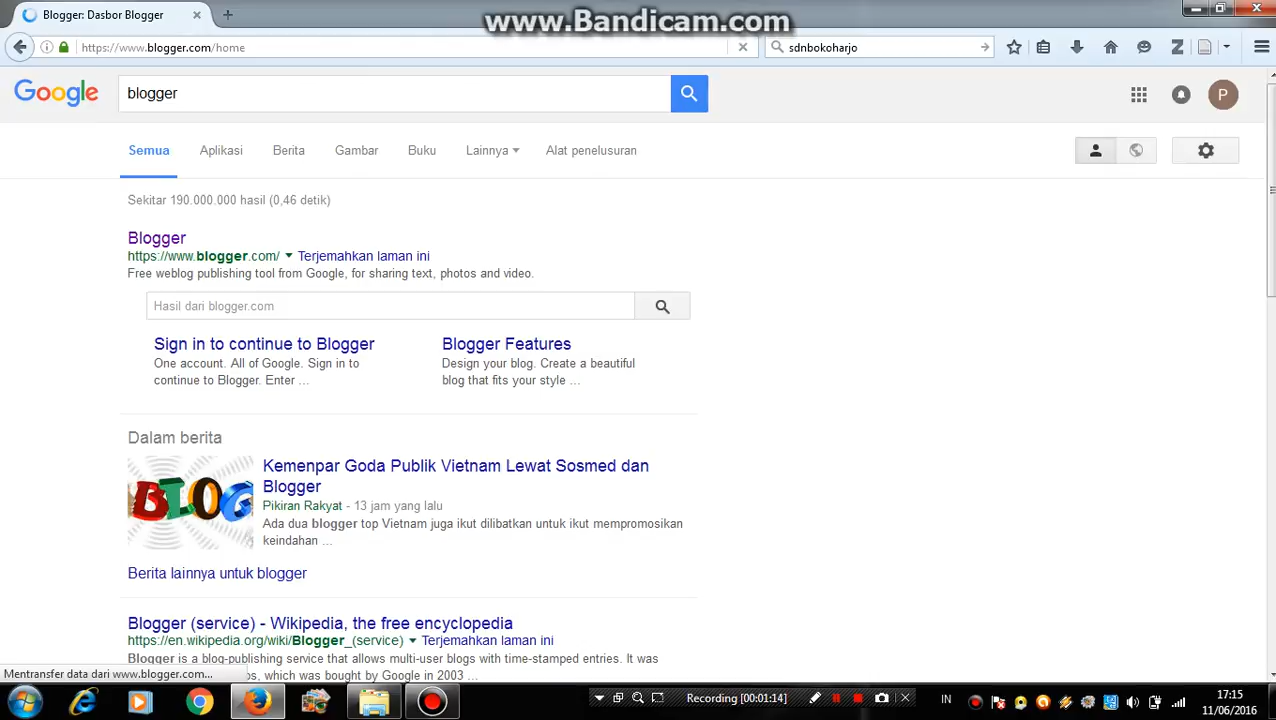 Blogger: Dasbor Blogger
www.Bandicam.com
https://www.blogger.com/home
sdnbokoharjo
Google
blogger
P
Semua Aplikasi Berita Gambar Buku Lainnya Alat penelusuran
Sekitar 190.000.000 hasil (0,46 detik)
Blogger
https://www.blogger.com/ Terjemahkan laman ini
Free weblog publishing tool from Google, for sharing text, photos and video.
Hasil dari blogger.com
Sign in to continue to Blogger
One account. All of Google. Sign in to
continue to Blogger. Enter ...
Blogger Features
Design your blog. Create a beautiful
blog that fits your style ...
Dalam berita
BLOG
Kemenpar Goda Publik Vietnam Lewat Sosmed dan
Blogger
Pikiran Rakyat - 13 jam yang lalu
Ada dua blogger top Vietnam juga ikut dilibatkan untuk ikut mempromosikan
keindahan ...
Berita lainnya untuk blogger
Blogger (service) - Wikipedia, the free encyclopedia
https://en.wikipedia.org/wiki/Blogger_(service) Terjemahkan laman ini
Blogger is a blog-publishing service that allows multi-user blogs with time-stamped entries. It was
which was bought by Google in 2003 ...
Mentransfer data dari www.blogger.com...
Recording [00:01:14]
IN
17:15
11/06/2016